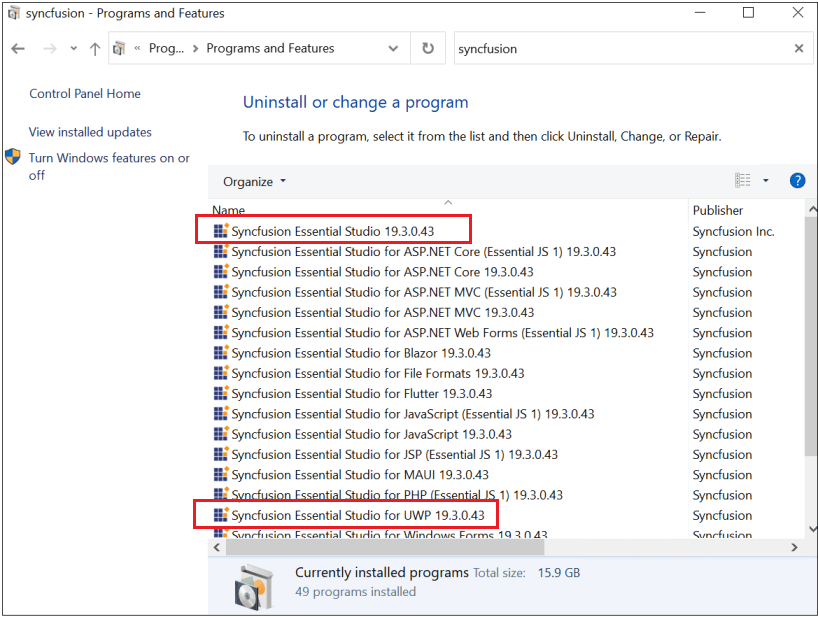 syncfusion - Programs and Features
« Prog... > Programs and Features
syncfusion
Control Panel Home
View installed updates
Turn Windows features on or
off
Uninstall or change a program
To uninstall a program, select it from the list and then click Uninstall, Change, or Repair.
Organize
?
Name Publisher
Syncfusion Essential Studio 19.3.0.43 Syncfusion Inc.
Syncfusion Essential Studio for ASP.NET Core (Essential JS 1) 19.3.0.43 Syncfusion
Syncfusion Essential Studio for ASP.NET Core 19.3.0.43 Syncfusion
Syncfusion Essential Studio for ASP.NET MVC (Essential JS 1) 19.3.0.43 Syncfusion
Syncfusion Essential Studio for ASP.NET MVC 19.3.0.43 Syncfusion
Syncfusion Essential Studio for ASP.NET Web Forms (Essential JS 1) 19.3.0.43 Syncfusion
Syncfusion Essential Studio for Blazor 19.3.0.43 Syncfusion
Syncfusion Essential Studio for File Formats 19.3.0.43 Syncfusion
Syncfusion Essential Studio for Flutter 19.3.0.43 Syncfusion
Syncfusion Essential Studio for JavaScript (Essential JS 1) 19.3.0.43 Syncfusion
Syncfusion Essential Studio for JavaScript 19.3.0.43 Syncfusion
Syncfusion Essential Studio for JSP (Essential JS 1) 19.3.0.43 Syncfusion
Syncfusion Essential Studio for MAUI 19.3.0.43 Syncfusion
Syncfusion Essential Studio for PHP (Essential JS 1) 19.3.0.43 Syncfusion
Syncfusion Essential Studio for UWP 19.3.0.43 Syncfusion
Syncfusion Essential Studio for Windows Forms 19.3.0.43 Syncfusion
Currently installed programs Total size: 15.9 GB
49 programs installed